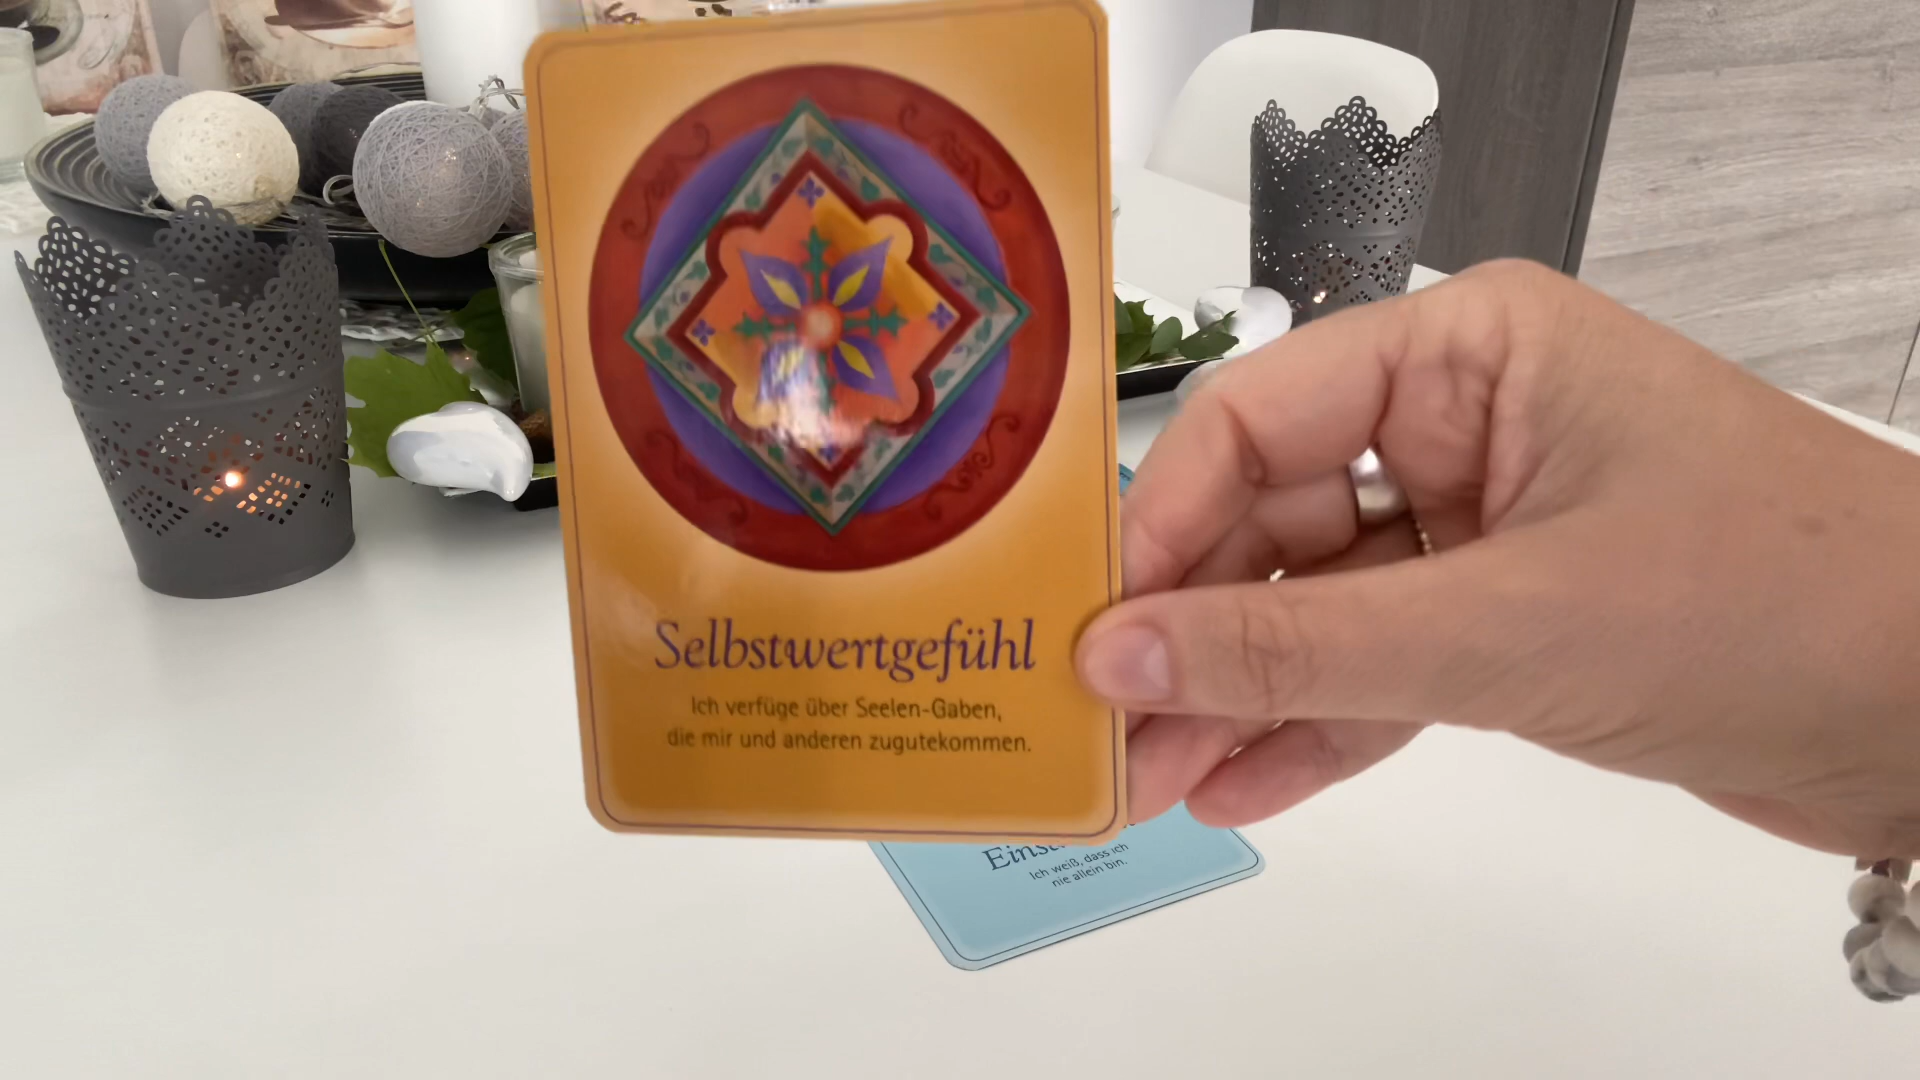 Selbstwertgefühl
Ich verfüge über Seelen-Gaben,
die mir und anderen zugutekommen.
Ich weiß, dass ich
nie allein bin.